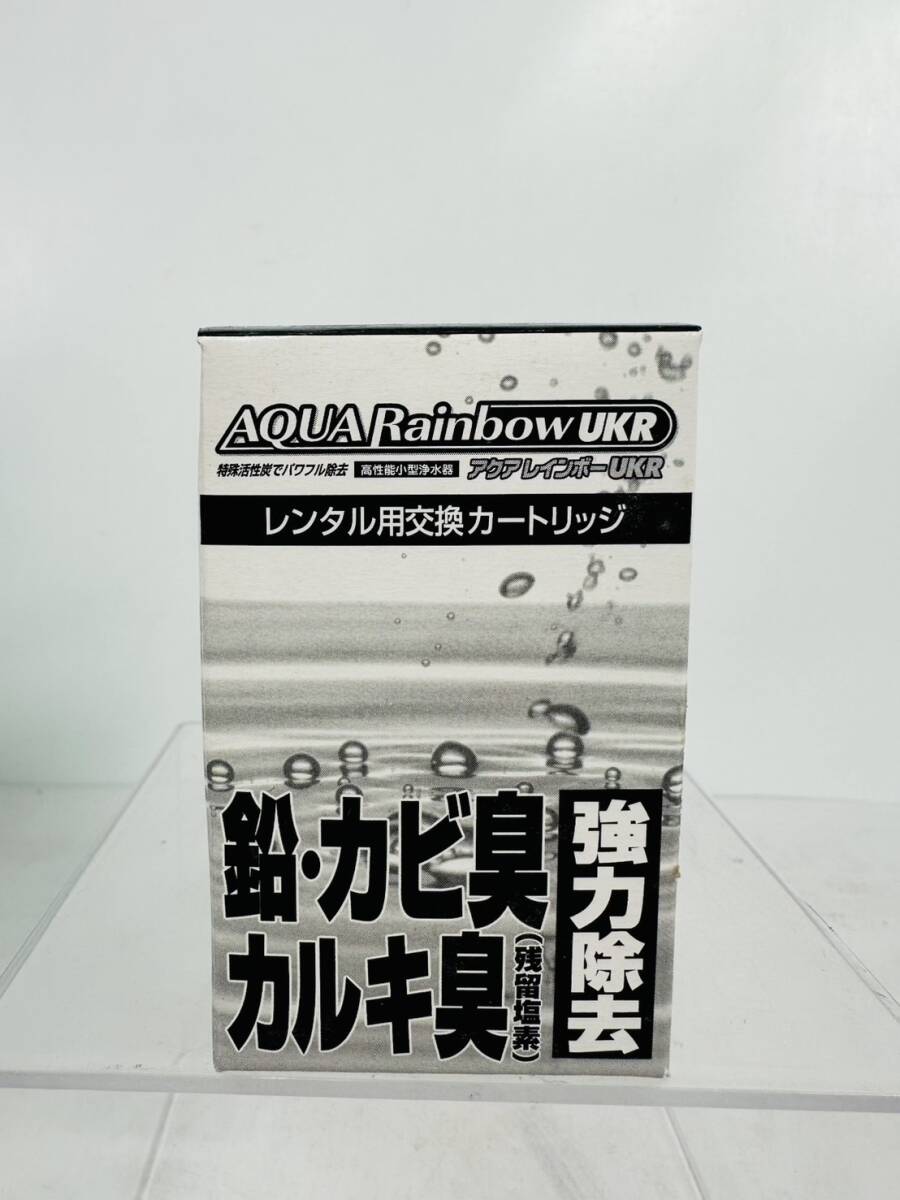 AQUA Rainbow UKR
特殊活性炭でパワフル除去 高性能小型浄水器 アクアレインボーUKR
レンタル用交換カートリッジ
鉛・カビ臭
カルキ臭
(残留塩素)
強力除去